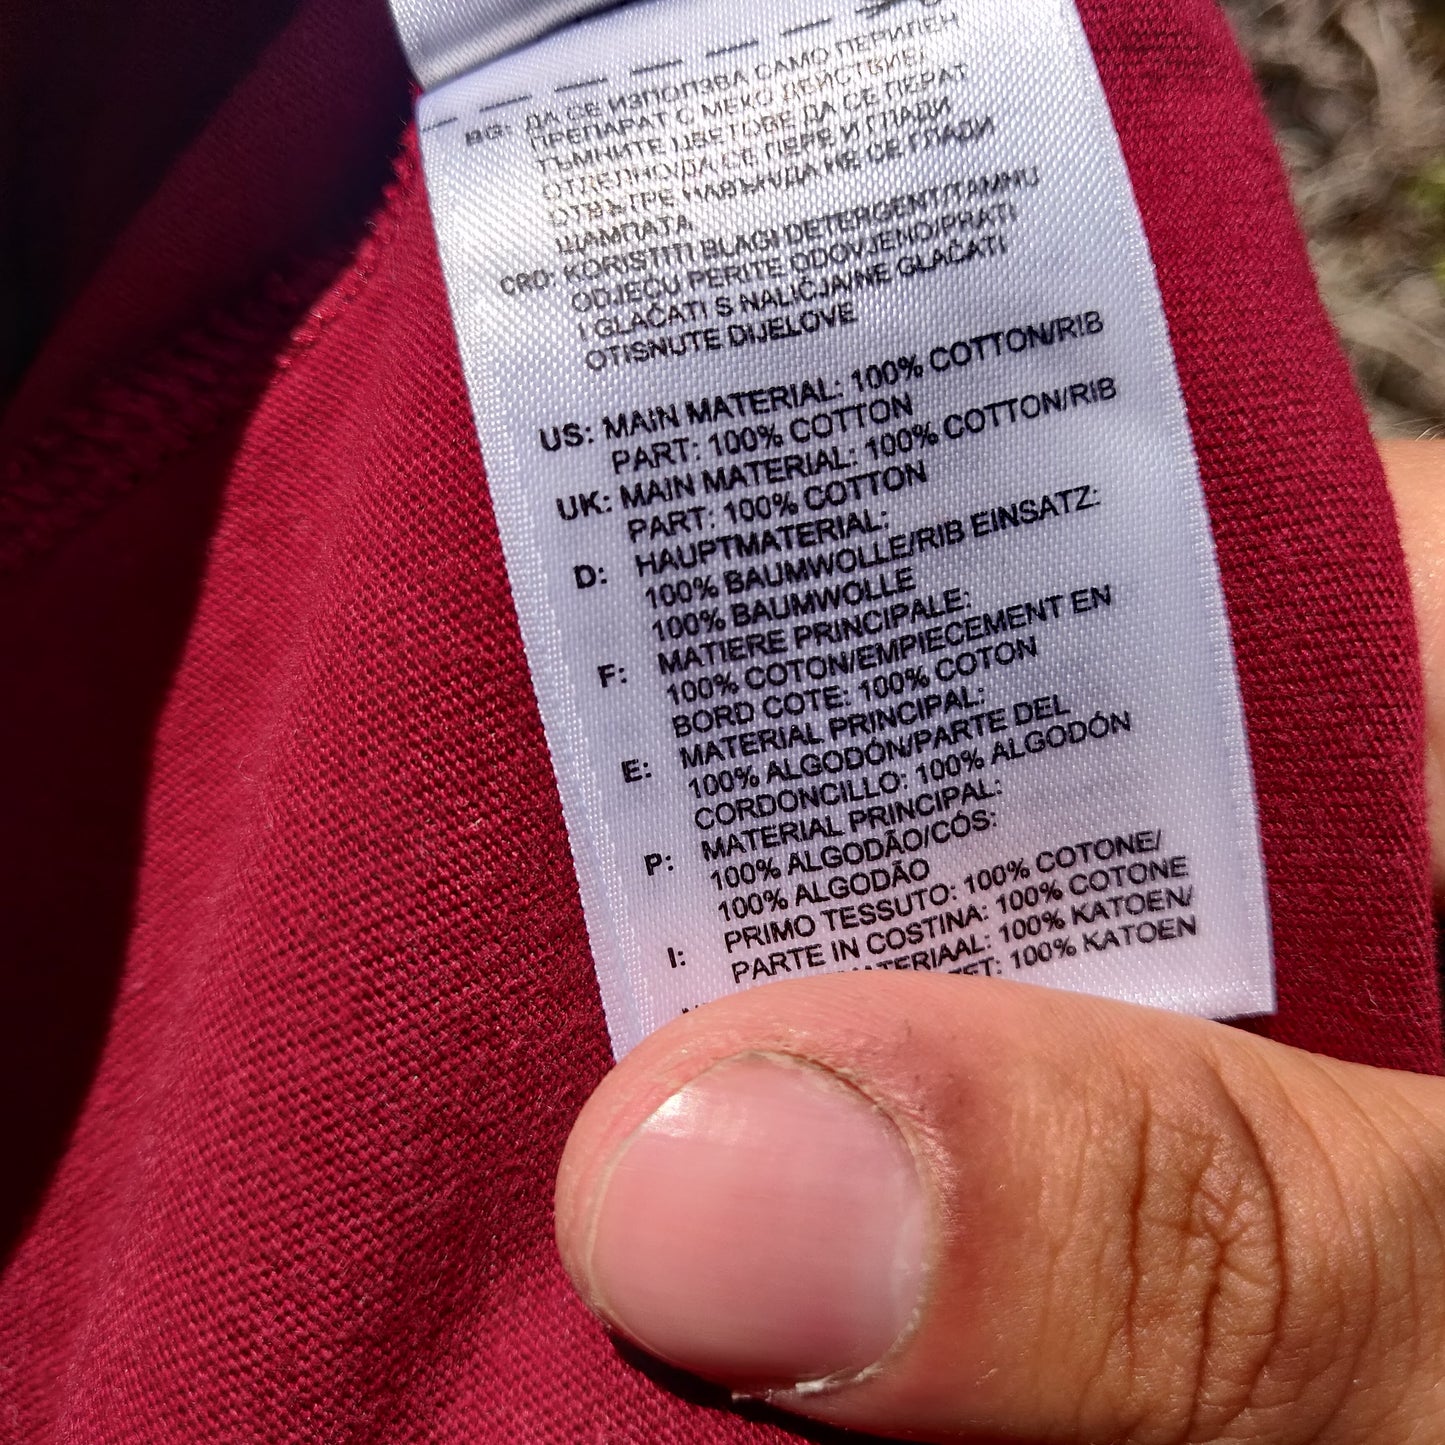 BG: ДА СЕ ИЗПОЛЗВА САМО ПЕРИЛЕН
ПРЕПАРАТ С МЕКО ДЕЙСТВИЕ/
ТЪМНИТЕ ЦВЕТОВЕ ДА СЕ ПЕРАТ
ОТДЕЛНО/ДА СЕ ПЕРЕ И ГЛАДИ
ОТВЪТРЕ НАВЪН/ДА НЕ СЕ ГЛАДИ
ЩАМПАТА
CRO: KORISTITI BLAGI DETERGENT/TAMNU
ODJEĆU PERITE ODOVJENO/PRATI
I GLAČATI S NALIČJA/NE GLAČATI
OTISNUTE DIJELOVE
US: MAIN MATERIAL: 100% COTTON/RIB
PART: 100% COTTON
UK: MAIN MATERIAL: 100% COTTON/RIB
PART: 100% COTTON
D: HAUPTMATERIAL:
100% BAUMWOLLE/RIB EINSATZ:
100% BAUMWOLLE
F: MATIERE PRINCIPALE:
100% COTON/EMPIECEMENT EN
BORD COTE: 100% COTON
E: MATERIAL PRINCIPAL:
100% ALGODÓN/PARTE DEL
CORDONCILLO: 100% ALGODÓN
P: MATERIAL PRINCIPAL:
100% ALGODÃO/CÓS:
100% ALGODÃO
I: PRIMO TESSUTO: 100% COTONE/
PARTE IN COSTINA: 100% COTONE
100% KATOEN/
100% KATOEN